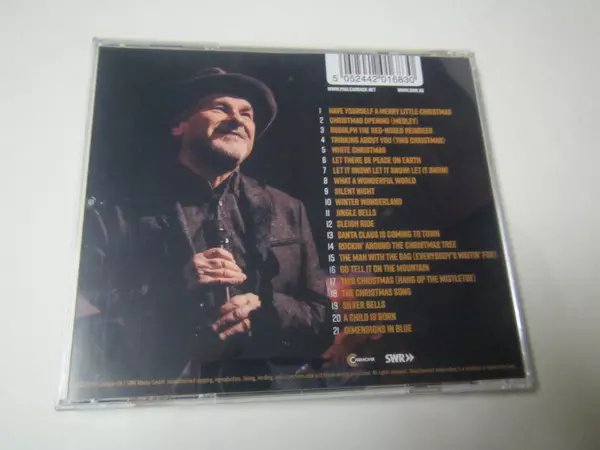 5 052442 016830
WWW.PAULCARRACK.NET WWW.SWR.DE
1 HAVE YOURSELF A MERRY LITTLE CHRISTMAS
2 CHRISTMAS OPENING (MEDLEY)
3 RUDOLPH THE RED-NOSED REINDEER
4 THINKING ABOUT YOU (THIS CHRISTMAS)
5 WHITE CHRISTMAS
6 LET THERE BE PEACE ON EARTH
7 LET IT SNOW! LET IT SNOW! LET IT SNOW!
8 WHAT A WONDERFUL WORLD
9 SILENT NIGHT
10 WINTER WONDERLAND
11 JINGLE BELLS
12 SLEIGH RIDE
13 SANTA CLAUS IS COMING TO TOWN
14 ROCKIN' AROUND THE CHRISTMAS TREE
15 THE MAN WITH THE BAG (EVERYBODY'S WAITIN' FOR)
16 GO TELL IT ON THE MOUNTAIN
17 THIS CHRISTMAS (HANG UP THE MISTLETOE)
18 THE CHRISTMAS SONG
19 SILVER BELLS
20 A CHILD IS BORN
21 DIMENSIONS IN BLUE
CARRACK-UK SWR»